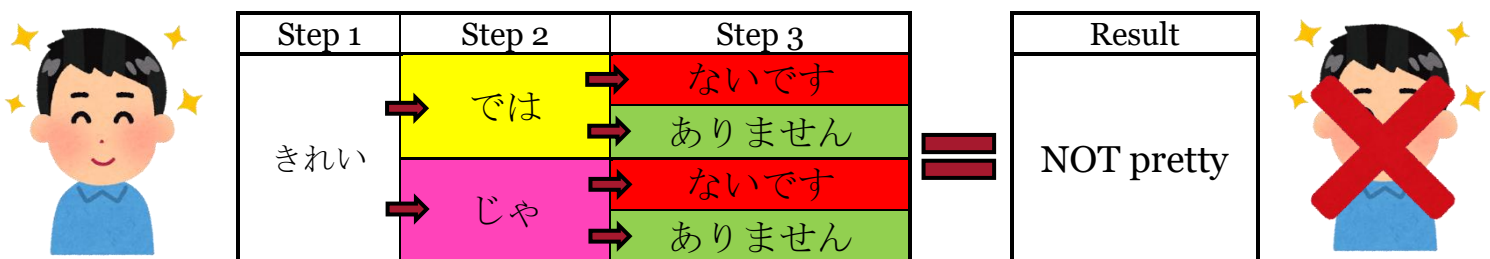 Step 1 Step 2 Step 3 Result
きれい
では
ないです
ありません
じゃ
ないです
ありません
NOT pretty